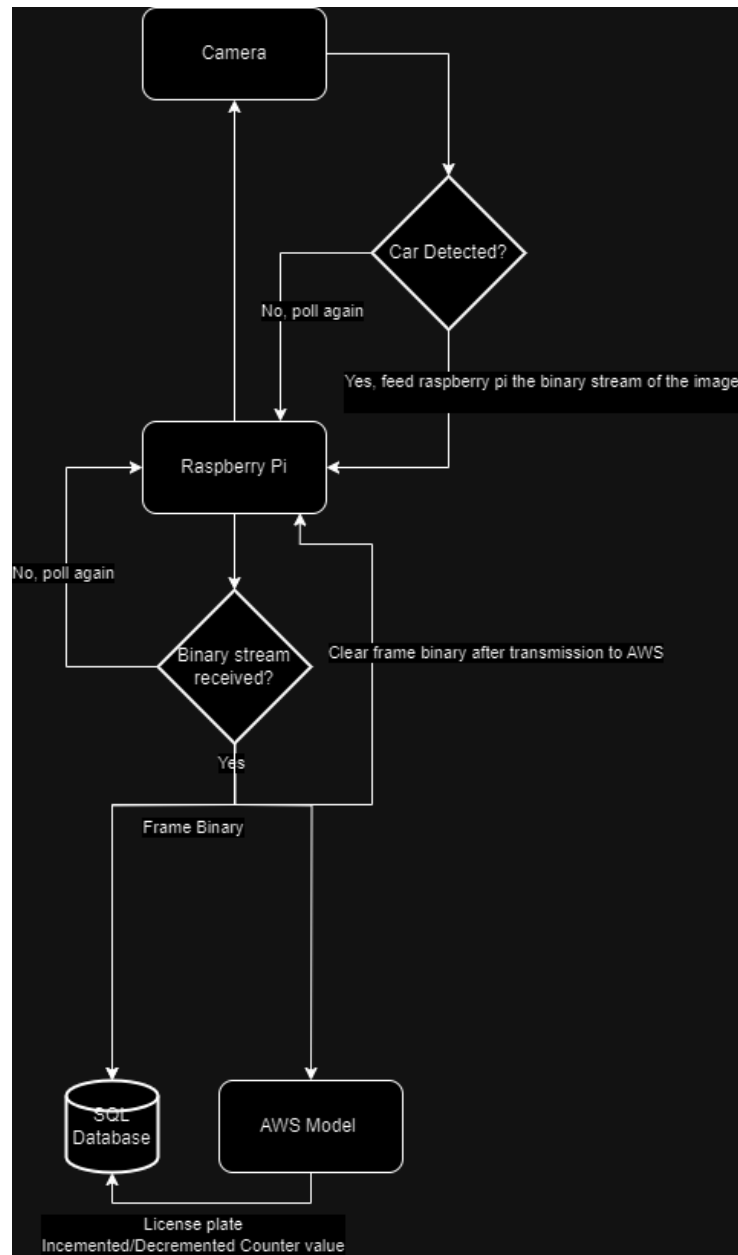 Camera
Car Detected?
No, poll again
Yes, feed raspberry pi the binary stream of the image
Raspberry Pi
No, poll again
Binary stream
received?
Clear frame binary after transmission to AWS
Yes
Frame Binary
SQL
Database
AWS Model
License plate
Incemented/Decremented Counter value